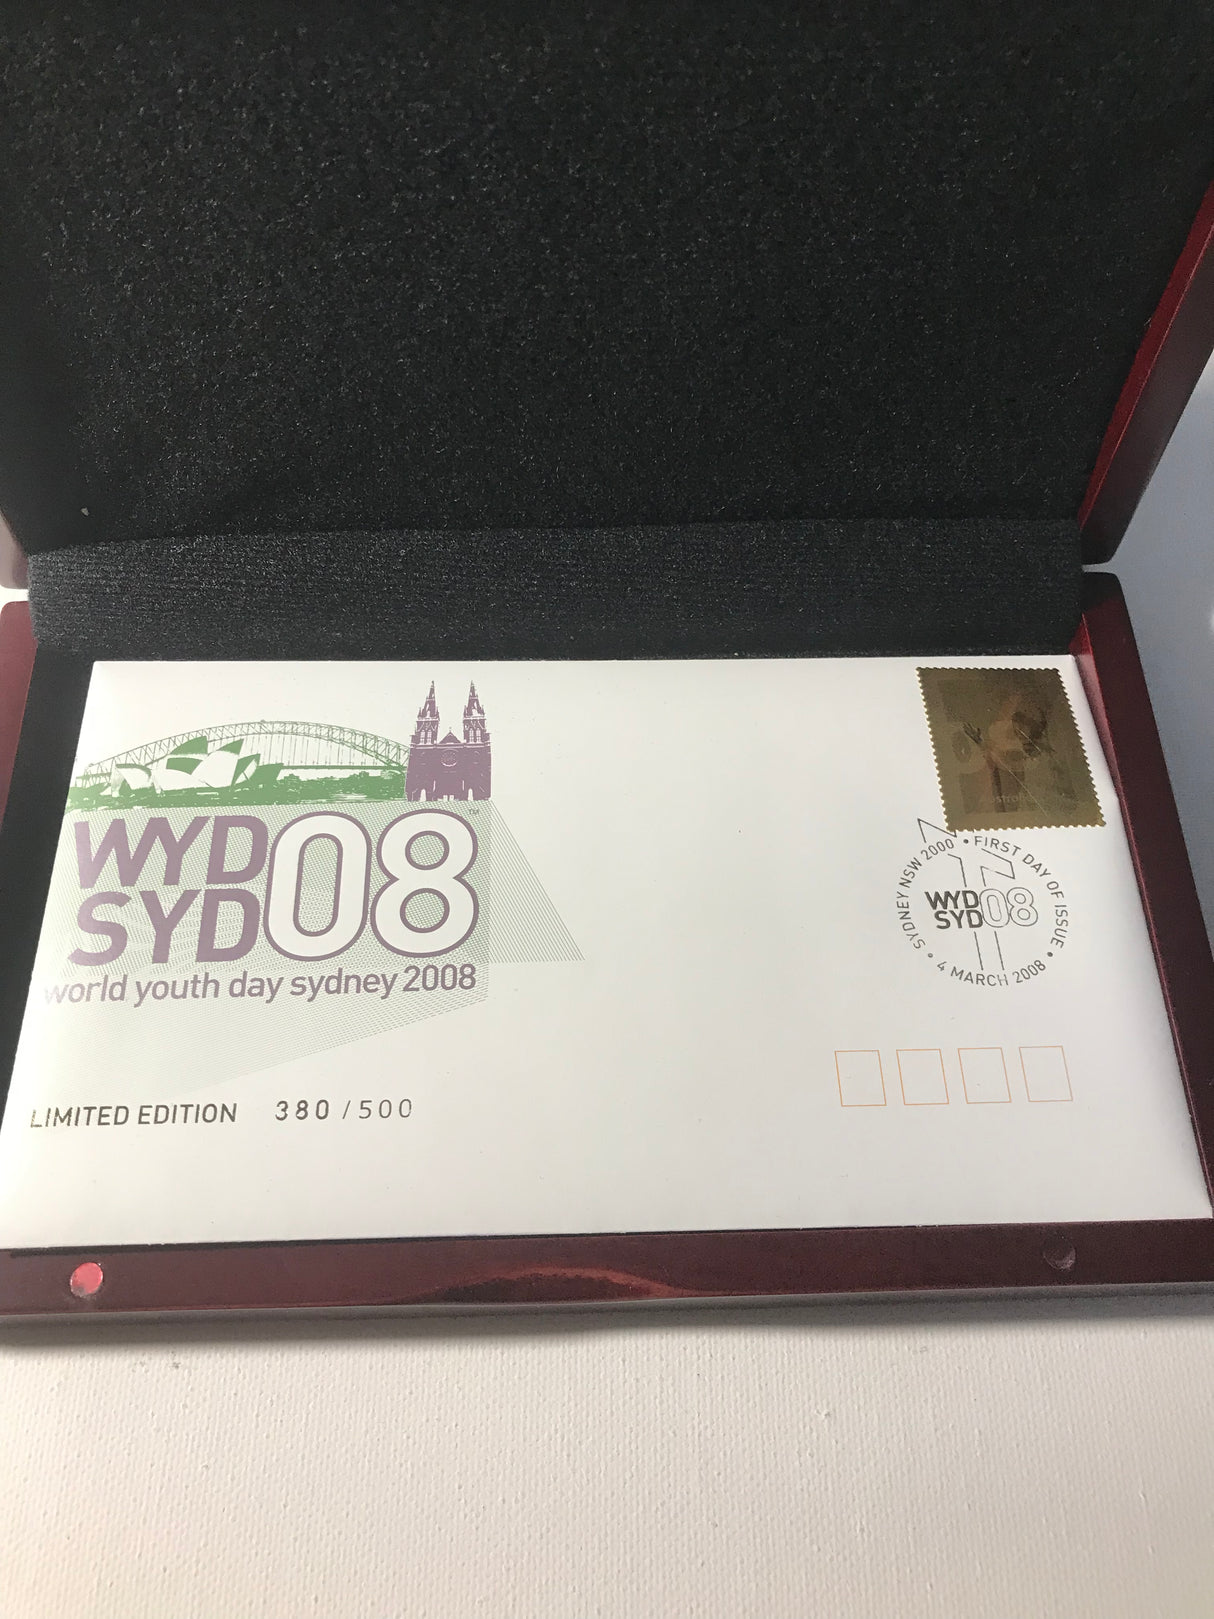 WYD
SYD08™
world youth day sydney 2008
LIMITED EDITION 380/500
SYDNEY NSW 2000 • FIRST DAY OF ISSUE •
WYD
SYD08
4 MARCH 2008 •